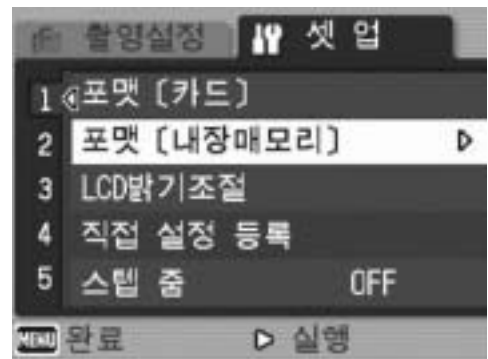 촬영설정 셋 업
1 포맷 [카드]
2 포맷 [내장메모리]
3 LCD밝기조절
4 직접 설정 등록
5 스텝 줌 OFF
MENU 완료 실행